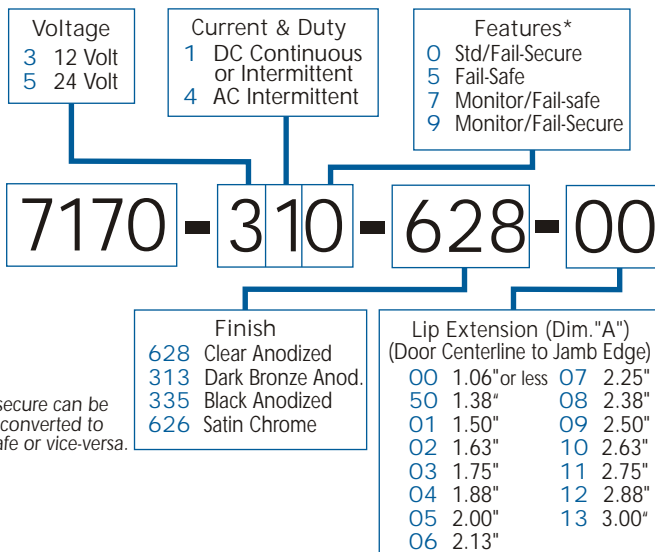 Voltage
3 12 Volt
5 24 Volt
Current & Duty
1 DC Continuous
or Intermittent
4 AC Intermittent
Features*
0 Std/Fail-Secure
5 Fail-Safe
7 Monitor/Fail-safe
9 Monitor/Fail-Secure
7170-310-628-00
Finish
628 Clear Anodized
313 Dark Bronze Anod.
335 Black Anodized
626 Satin Chrome
secure can be
converted to
afe or vice-versa.
Lip Extension (Dim."A")
(Door Centerline to Jamb Edge)
00 1.06" or less 07 2.25"
50 1.38" 08 2.38"
01 1.50" 09 2.50"
02 1.63" 10 2.63"
03 1.75" 11 2.75"
04 1.88" 12 2.88"
05 2.00" 13 3.00"
06 2.13"